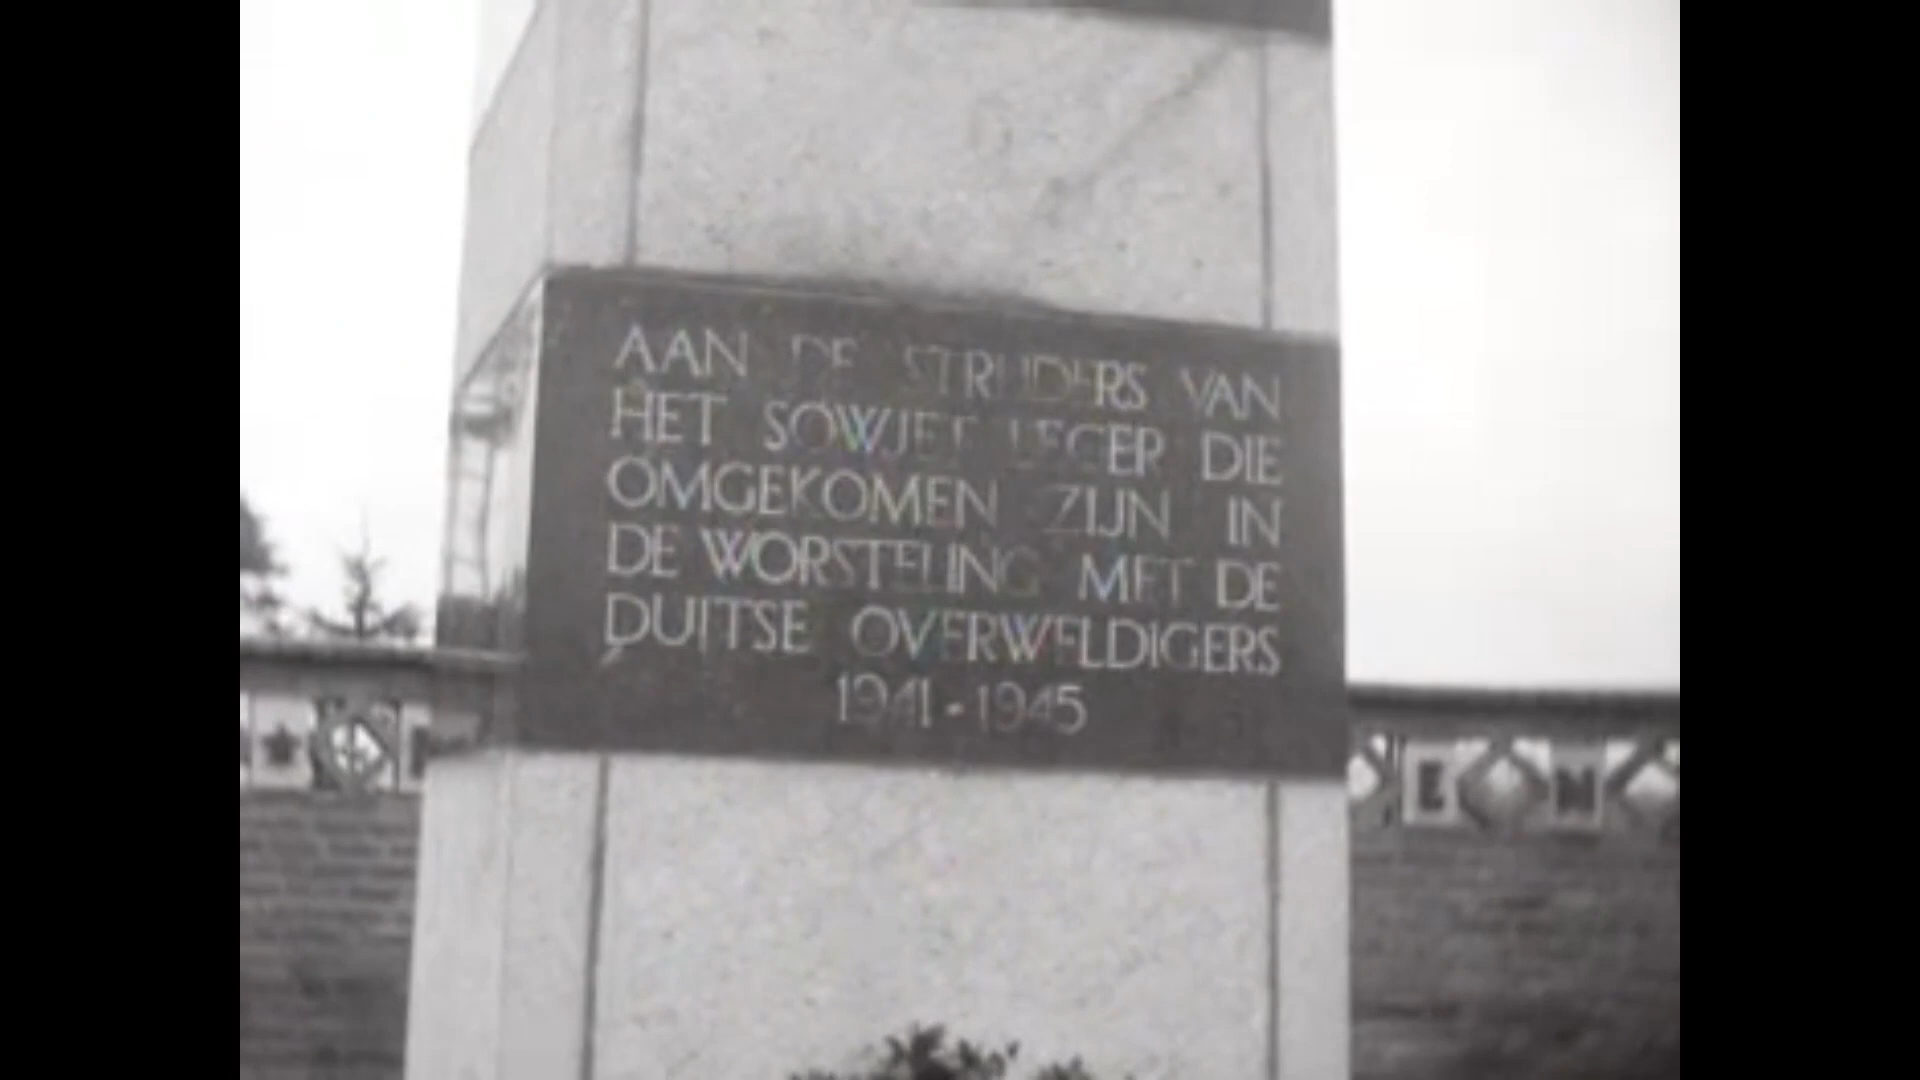 AAN DE STRIJDERS VAN
HET SOWJET LEGER DIE
OMGEKOMEN ZIJN IN
DE WORSTELING MET DE
DUITSE OVERWELDIGERS
1941-1945
E N